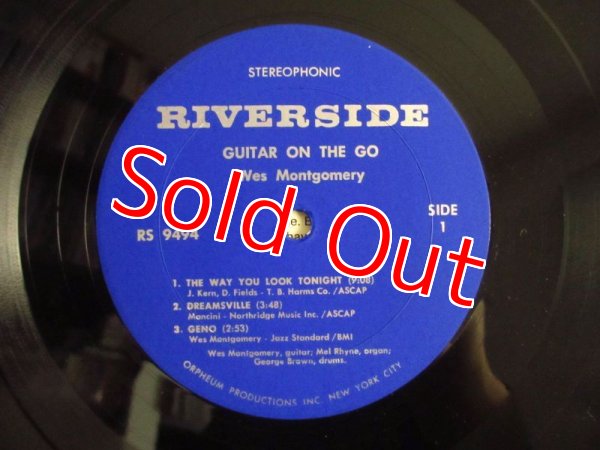 STEREOPHONIC
RIVERSIDE
GUITAR ON THE GO
Wes Montgomery
Sold Out
SIDE
1
RS 9494
1. THE WAY YOU LOOK TONIGHT (9:08)
J. Kern, D. Fields - T. B. Harms Co. /ASCAP
2. DREAMSVILLE (3:48)
Mancini - Northridge Music Inc. /ASCAP
3. GENO (2:53)
Wes Montgomery - Jazz Standard /BMI
Wes Montgomery, guitar; Mel Rhyne, organ;
George Brown, drums.
ORPHEUM PRODUCTIONS INC. NEW YORK CITY